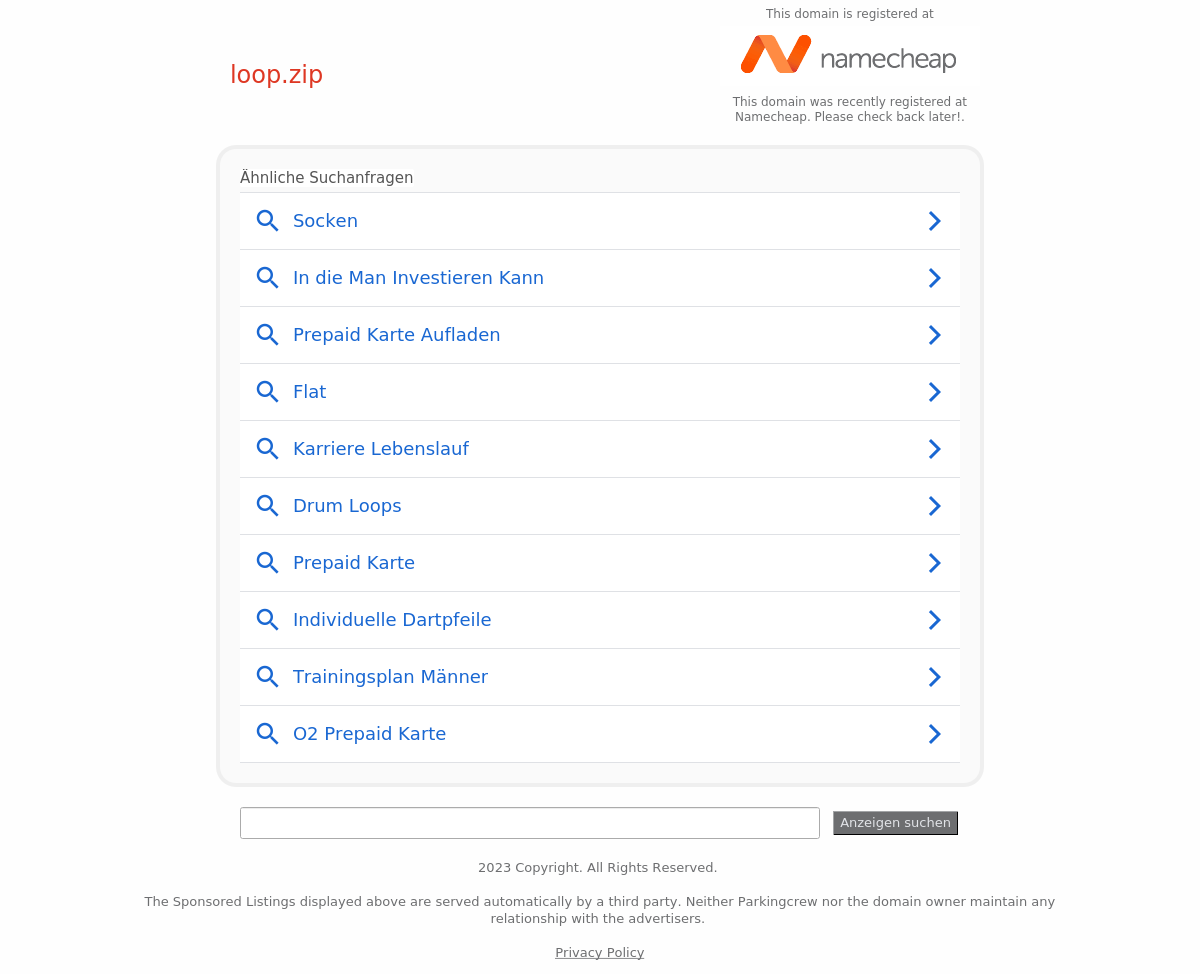 This domain is registered at
namecheap
loop.zip
This domain was recently registered at
Namecheap. Please check back later!.
Ähnliche Suchanfragen
Socken
In die Man Investieren Kann
Prepaid Karte Aufladen
Flat
Karriere Lebenslauf
Drum Loops
Prepaid Karte
Individuelle Dartpfeile
Trainingsplan Männer
O2 Prepaid Karte
Anzeigen suchen
2023 Copyright. All Rights Reserved.
The Sponsored Listings displayed above are served automatically by a third party. Neither Parkingcrew nor the domain owner maintain any
relationship with the advertisers.
Privacy Policy